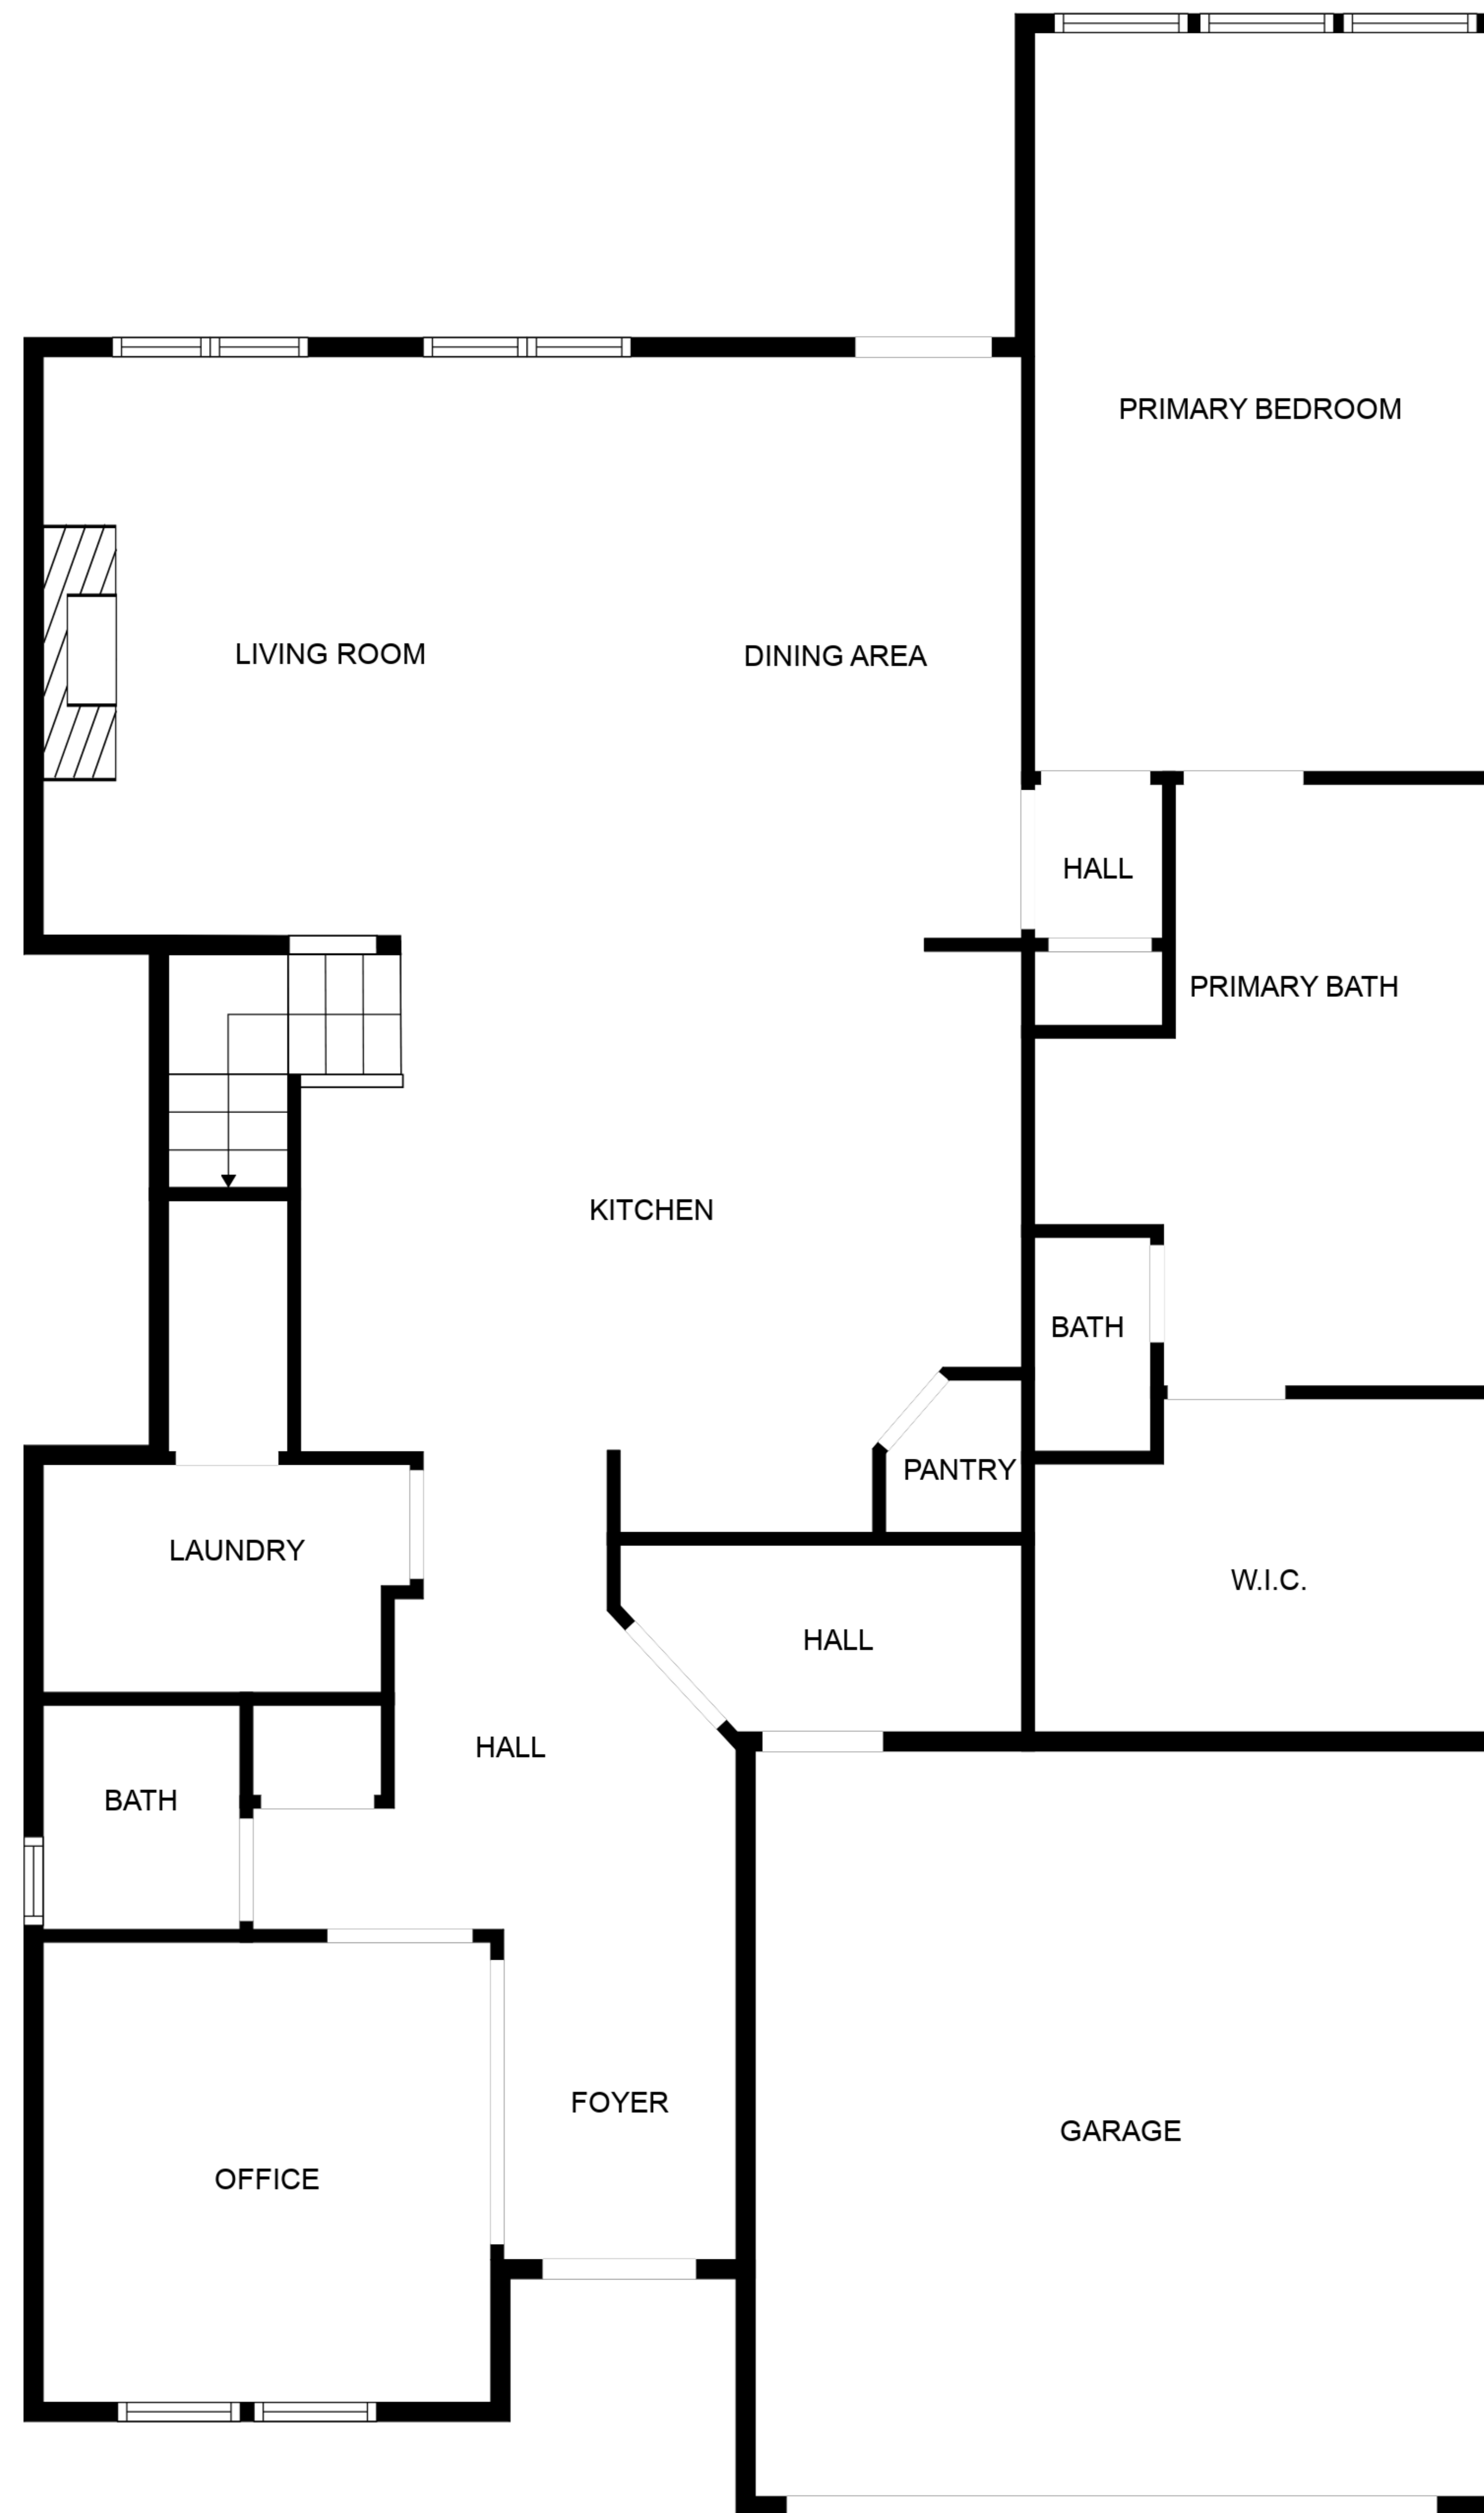 PRIMARY BEDROOM
LIVING ROOM
DINING AREA
HALL
PRIMARY BATH
KITCHEN
BATH
PANTRY
LAUNDRY
W.I.C.
HALL
HALL
BATH
FOYER
GARAGE
OFFICE